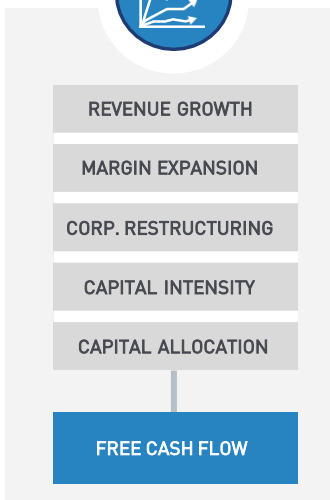 REVENUE GROWTH
MARGIN EXPANSION
CORP. RESTRUCTURING
CAPITAL INTENSITY
CAPITAL ALLOCATION
FREE CASH FLOW